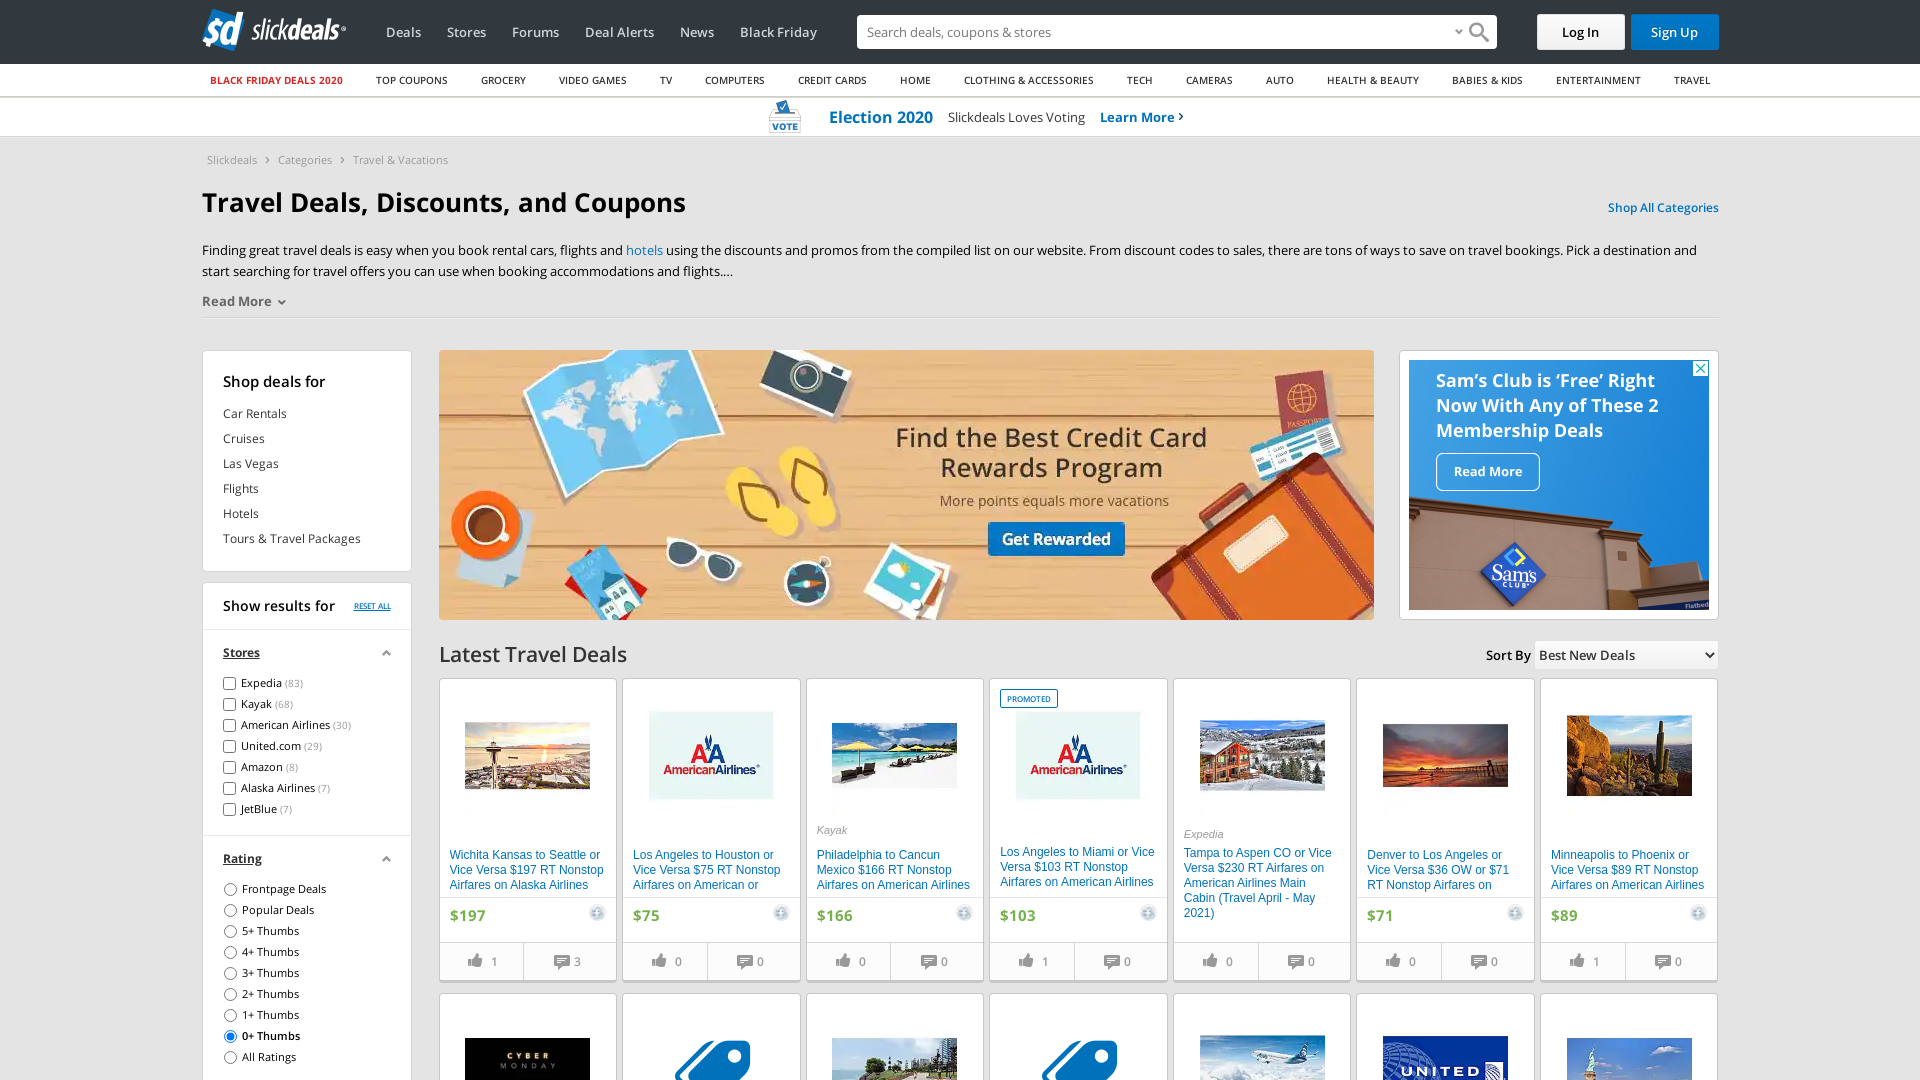 sd slickdeals
Deals
Stores
Forums
Deal Alerts
News
Black Friday
Search deals, coupons & stores
Log In
Sign Up
BLACK FRIDAY DEALS 2020
TOP COUPONS
GROCERY
VIDEO GAMES
TV
COMPUTERS
CREDIT CARDS
HOME
CLOTHING & ACCESSORIES
TECH
CAMERAS
AUTO
HEALTH & BEAUTY
BABIES & KIDS
ENTERTAINMENT
TRAVEL
VOTE
Election 2020
Slickdeals Loves Voting
Learn More
Slickdeals
Categories
Travel & Vacations
Travel Deals, Discounts, and Coupons
Shop All Categories
Finding great travel deals is easy when you book rental cars, flights and hotels using the discounts and promos from the compiled list on our website. From discount codes to sales, there are tons of ways to save on travel bookings. Pick a destination and
start searching for travel offers you can use when booking accommodations and flights....
Read More
Shop deals for
Car Rentals
Cruises
Las Vegas
Flights
Hotels
Tours & Travel Packages
Show results for
RESET ALL
Stores
Expedia (83)
Kayak (68)
American Airlines (30)
United.com (29)
Amazon (8)
Alaska Airlines (7)
JetBlue (7)
Rating
Frontpage Deals
Popular Deals
5+ Thumbs
4+ Thumbs
3+ Thumbs
2+ Thumbs
1+ Thumbs
0+ Thumbs
All Ratings
PASSPORT
Find the Best Credit Card
Rewards Program
More points equals more vacations
Get Rewarded
Sam's Club is 'Free' Right
Now With Any of These 2
Membership Deals
Read More
Sam's
CLUB
Latest Travel Deals
Sort By
Best New Deals
Wichita Kansas to Seattle or
Vice Versa $197 RT Nonstop
Airfares on Alaska Airlines
$197
1
3
AA
AmericanAirlines
Los Angeles to Houston or
Vice Versa $75 RT Nonstop
Airfares on American or
$75
0
0
Kayak
Philadelphia to Cancun
Mexico $166 RT Nonstop
Airfares on American Airlines
$166
0
0
PROMOTED
AA
AmericanAirlines
Los Angeles to Miami or Vice
Versa $103 RT Nonstop
Airfares on American Airlines
$103
1
0
Expedia
Tampa to Aspen CO or Vice
Versa $230 RT Airfares on
American Airlines Main
Cabin (Travel April - May
2021)
0
0
Denver to Los Angeles or
Vice Versa $36 OW or $71
RT Nonstop Airfares on
$71
0
0
Minneapolis to Phoenix or
Vice Versa $89 RT Nonstop
Airfares on American Airlines
$89
1
0
CYBER
MONDAY
UNITED